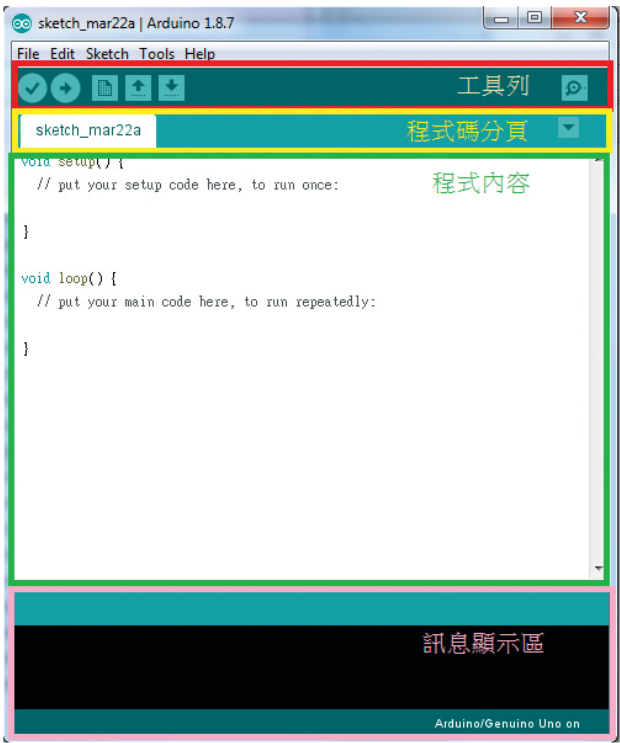 sketch_mar22a | Arduino 1.8.7
File Edit Sketch Tools Help
工具列
sketch_mar22a
程式碼分頁
void setup() {
程式內容
// put your setup code here, to run once:
}
void loop() {
// put your main code here, to run repeatedly:
}
訊息顯示區
Arduino/Genuino Uno on